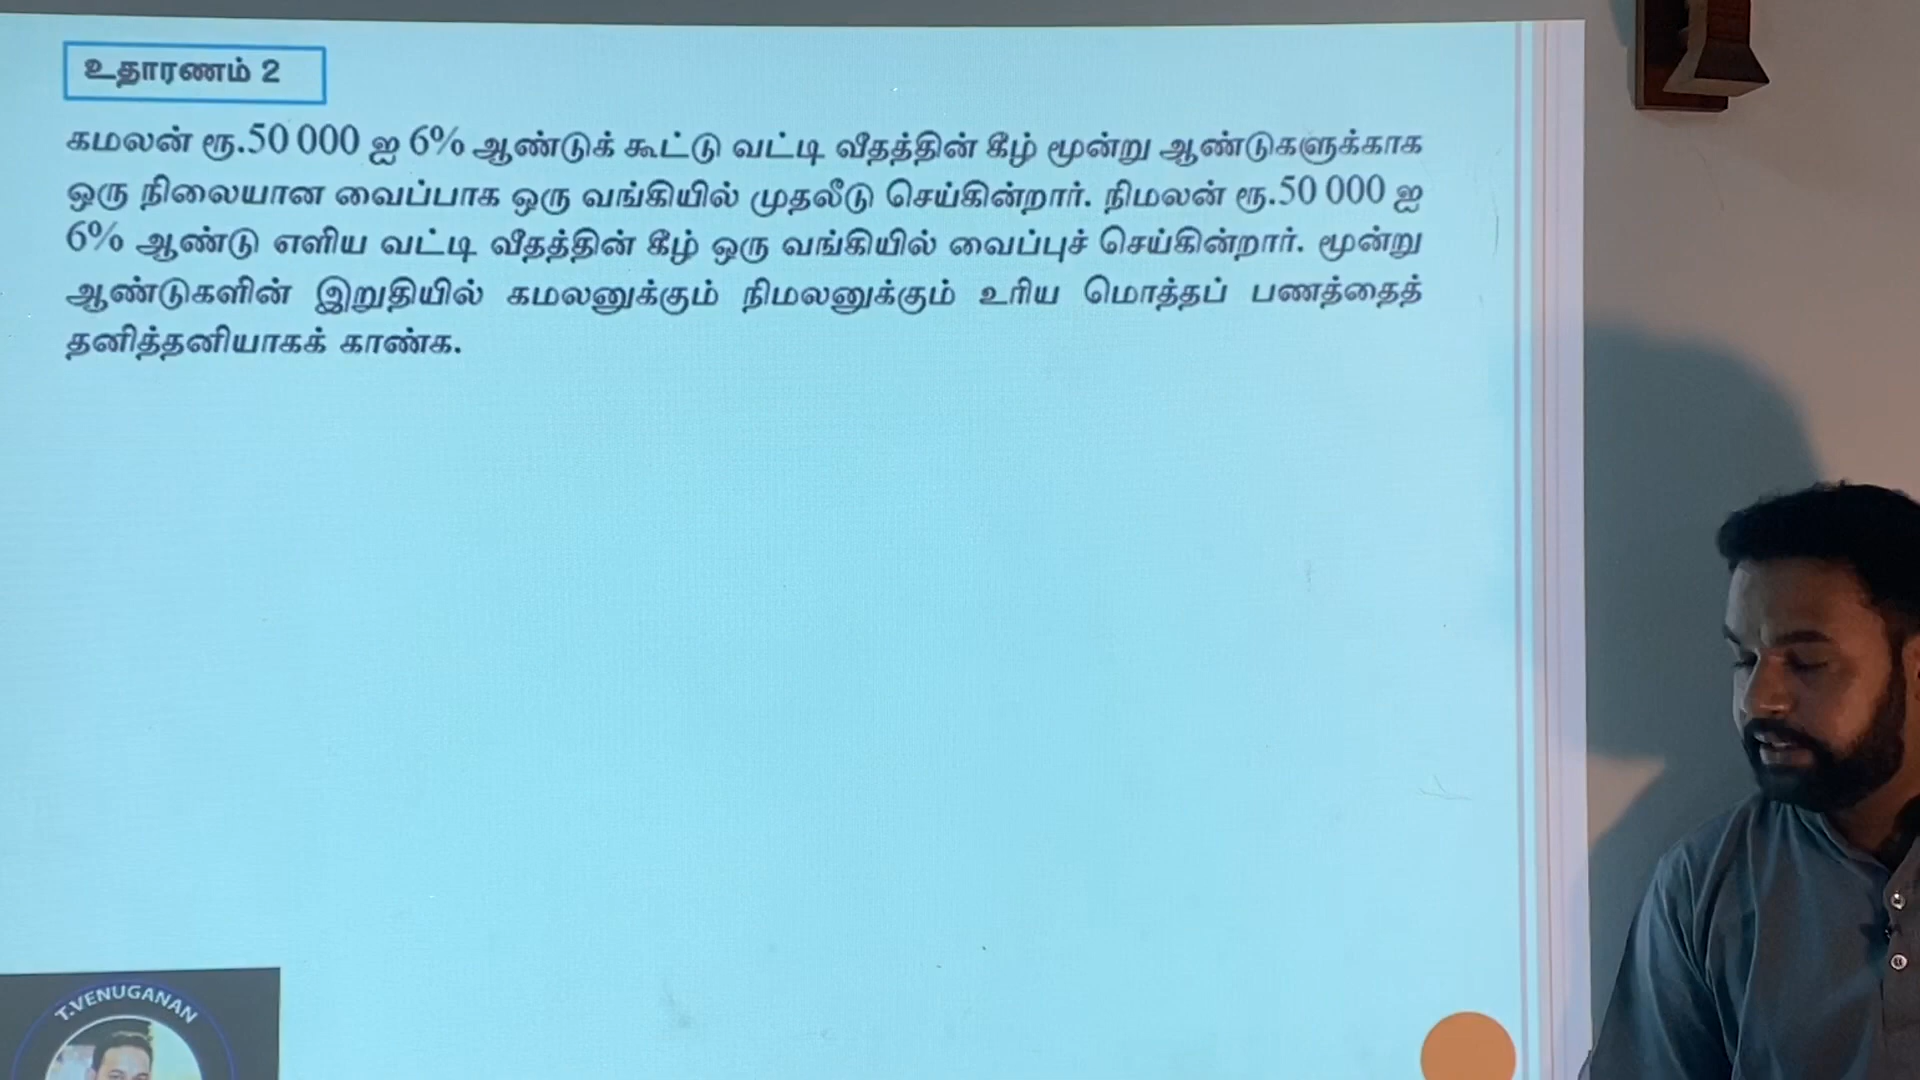 உதாரணம் 2
கமலன் ரூ.50 000 ஐ 6% ஆண்டுக் கூட்டு வட்டி வீதத்தின் கீழ் மூன்று ஆண்டுகளுக்காக
ஒரு நிலையான வைப்பாக ஒரு வங்கியில் முதலீடு செய்கின்றார். நிமலன் ரூ.50 000 ஐ
6% ஆண்டு எளிய வட்டி வீதத்தின் கீழ் ஒரு வங்கியில் வைப்புச் செய்கின்றார். மூன்று
ஆண்டுகளின் இறுதியில் கமலனுக்கும் நிமலனுக்கும் உரிய மொத்தப் பணத்தைத்
தனித்தனியாகக் காண்க.
T.VENUGANAN